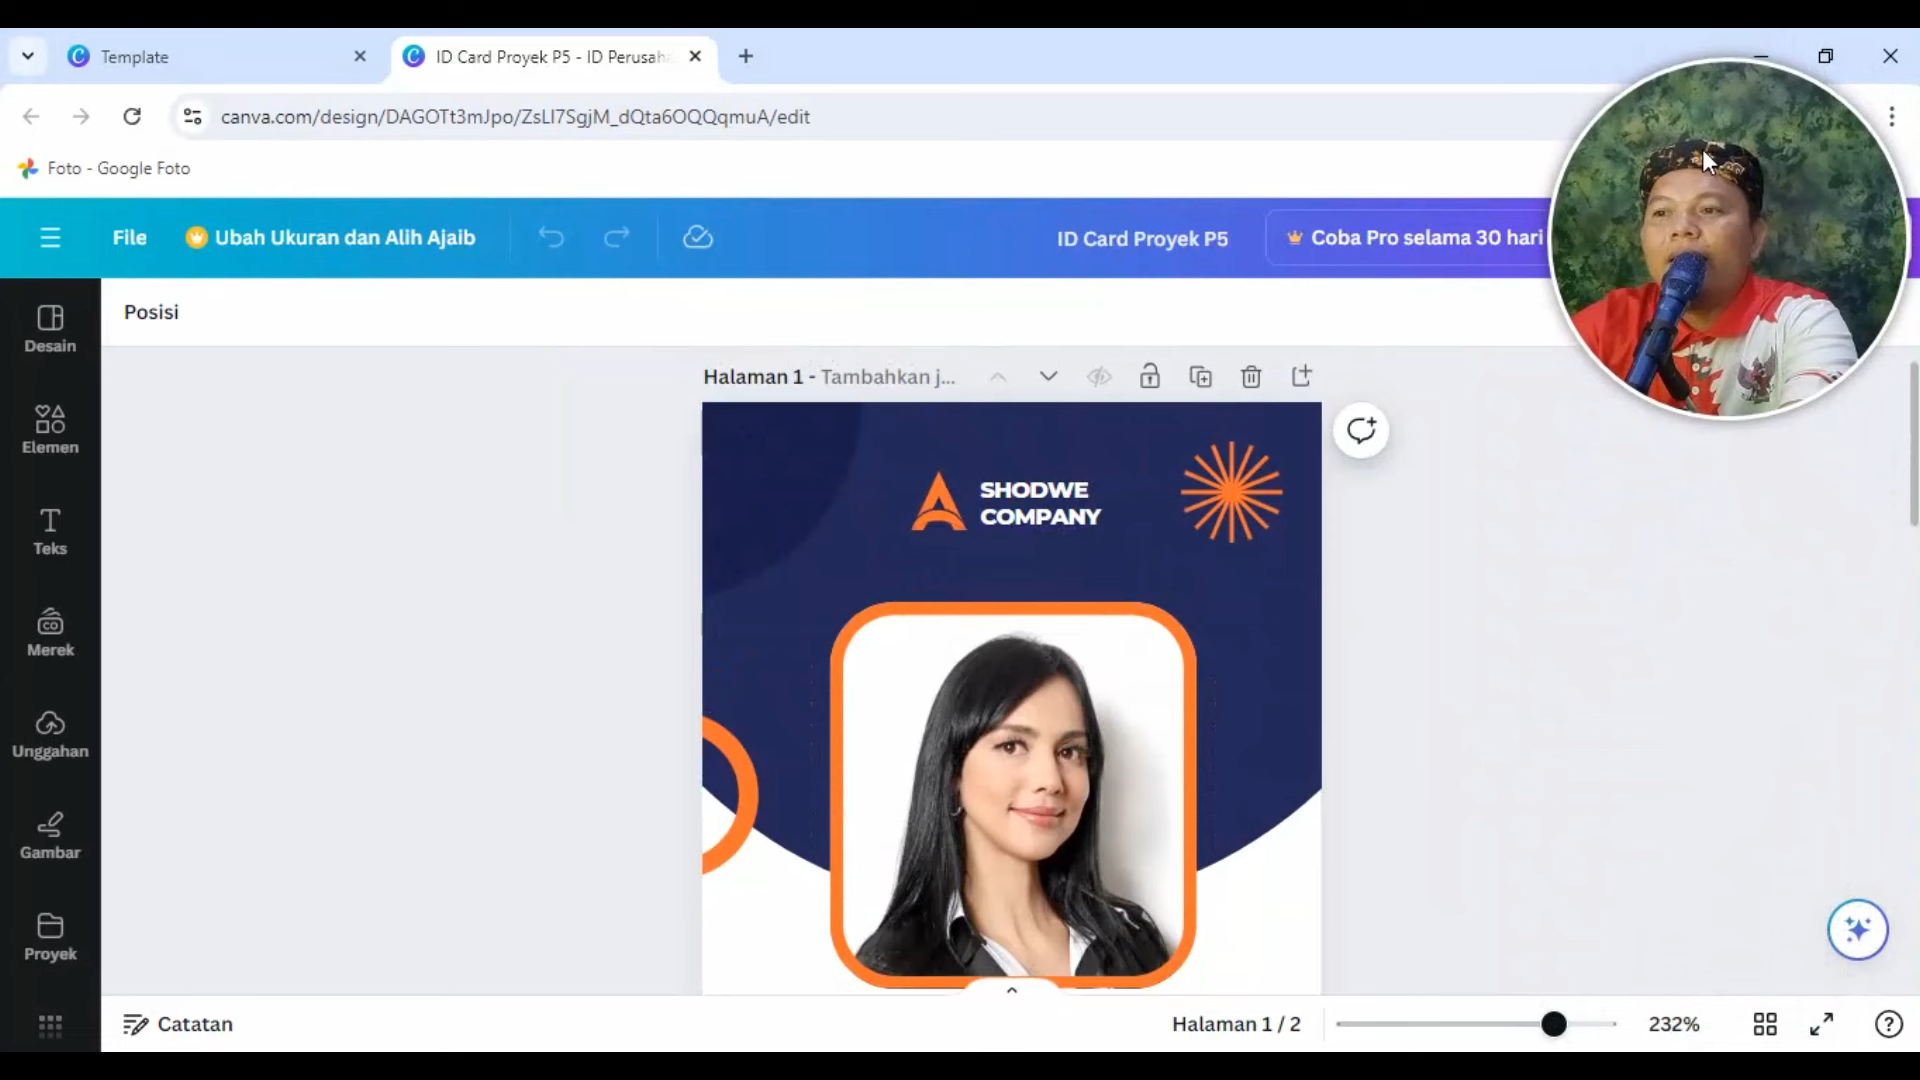 Template
ID Card Proyek P5 - ID Perusaha
canva.com/design/DAGOTt3mJpo/ZsLI7SgjM_dQta6OQQqmuA/edit
Foto - Google Foto
File
Ubah Ukuran dan Alih Ajaib
ID Card Proyek P5
Coba Pro selama 30 hari
Desain
Elemen
Teks
Merek
Unggahan
Gambar
Proyek
Posisi
Halaman 1 - Tambahkan j...
SHODWE
COMPANY
Catatan
Halaman 1 / 2
232%